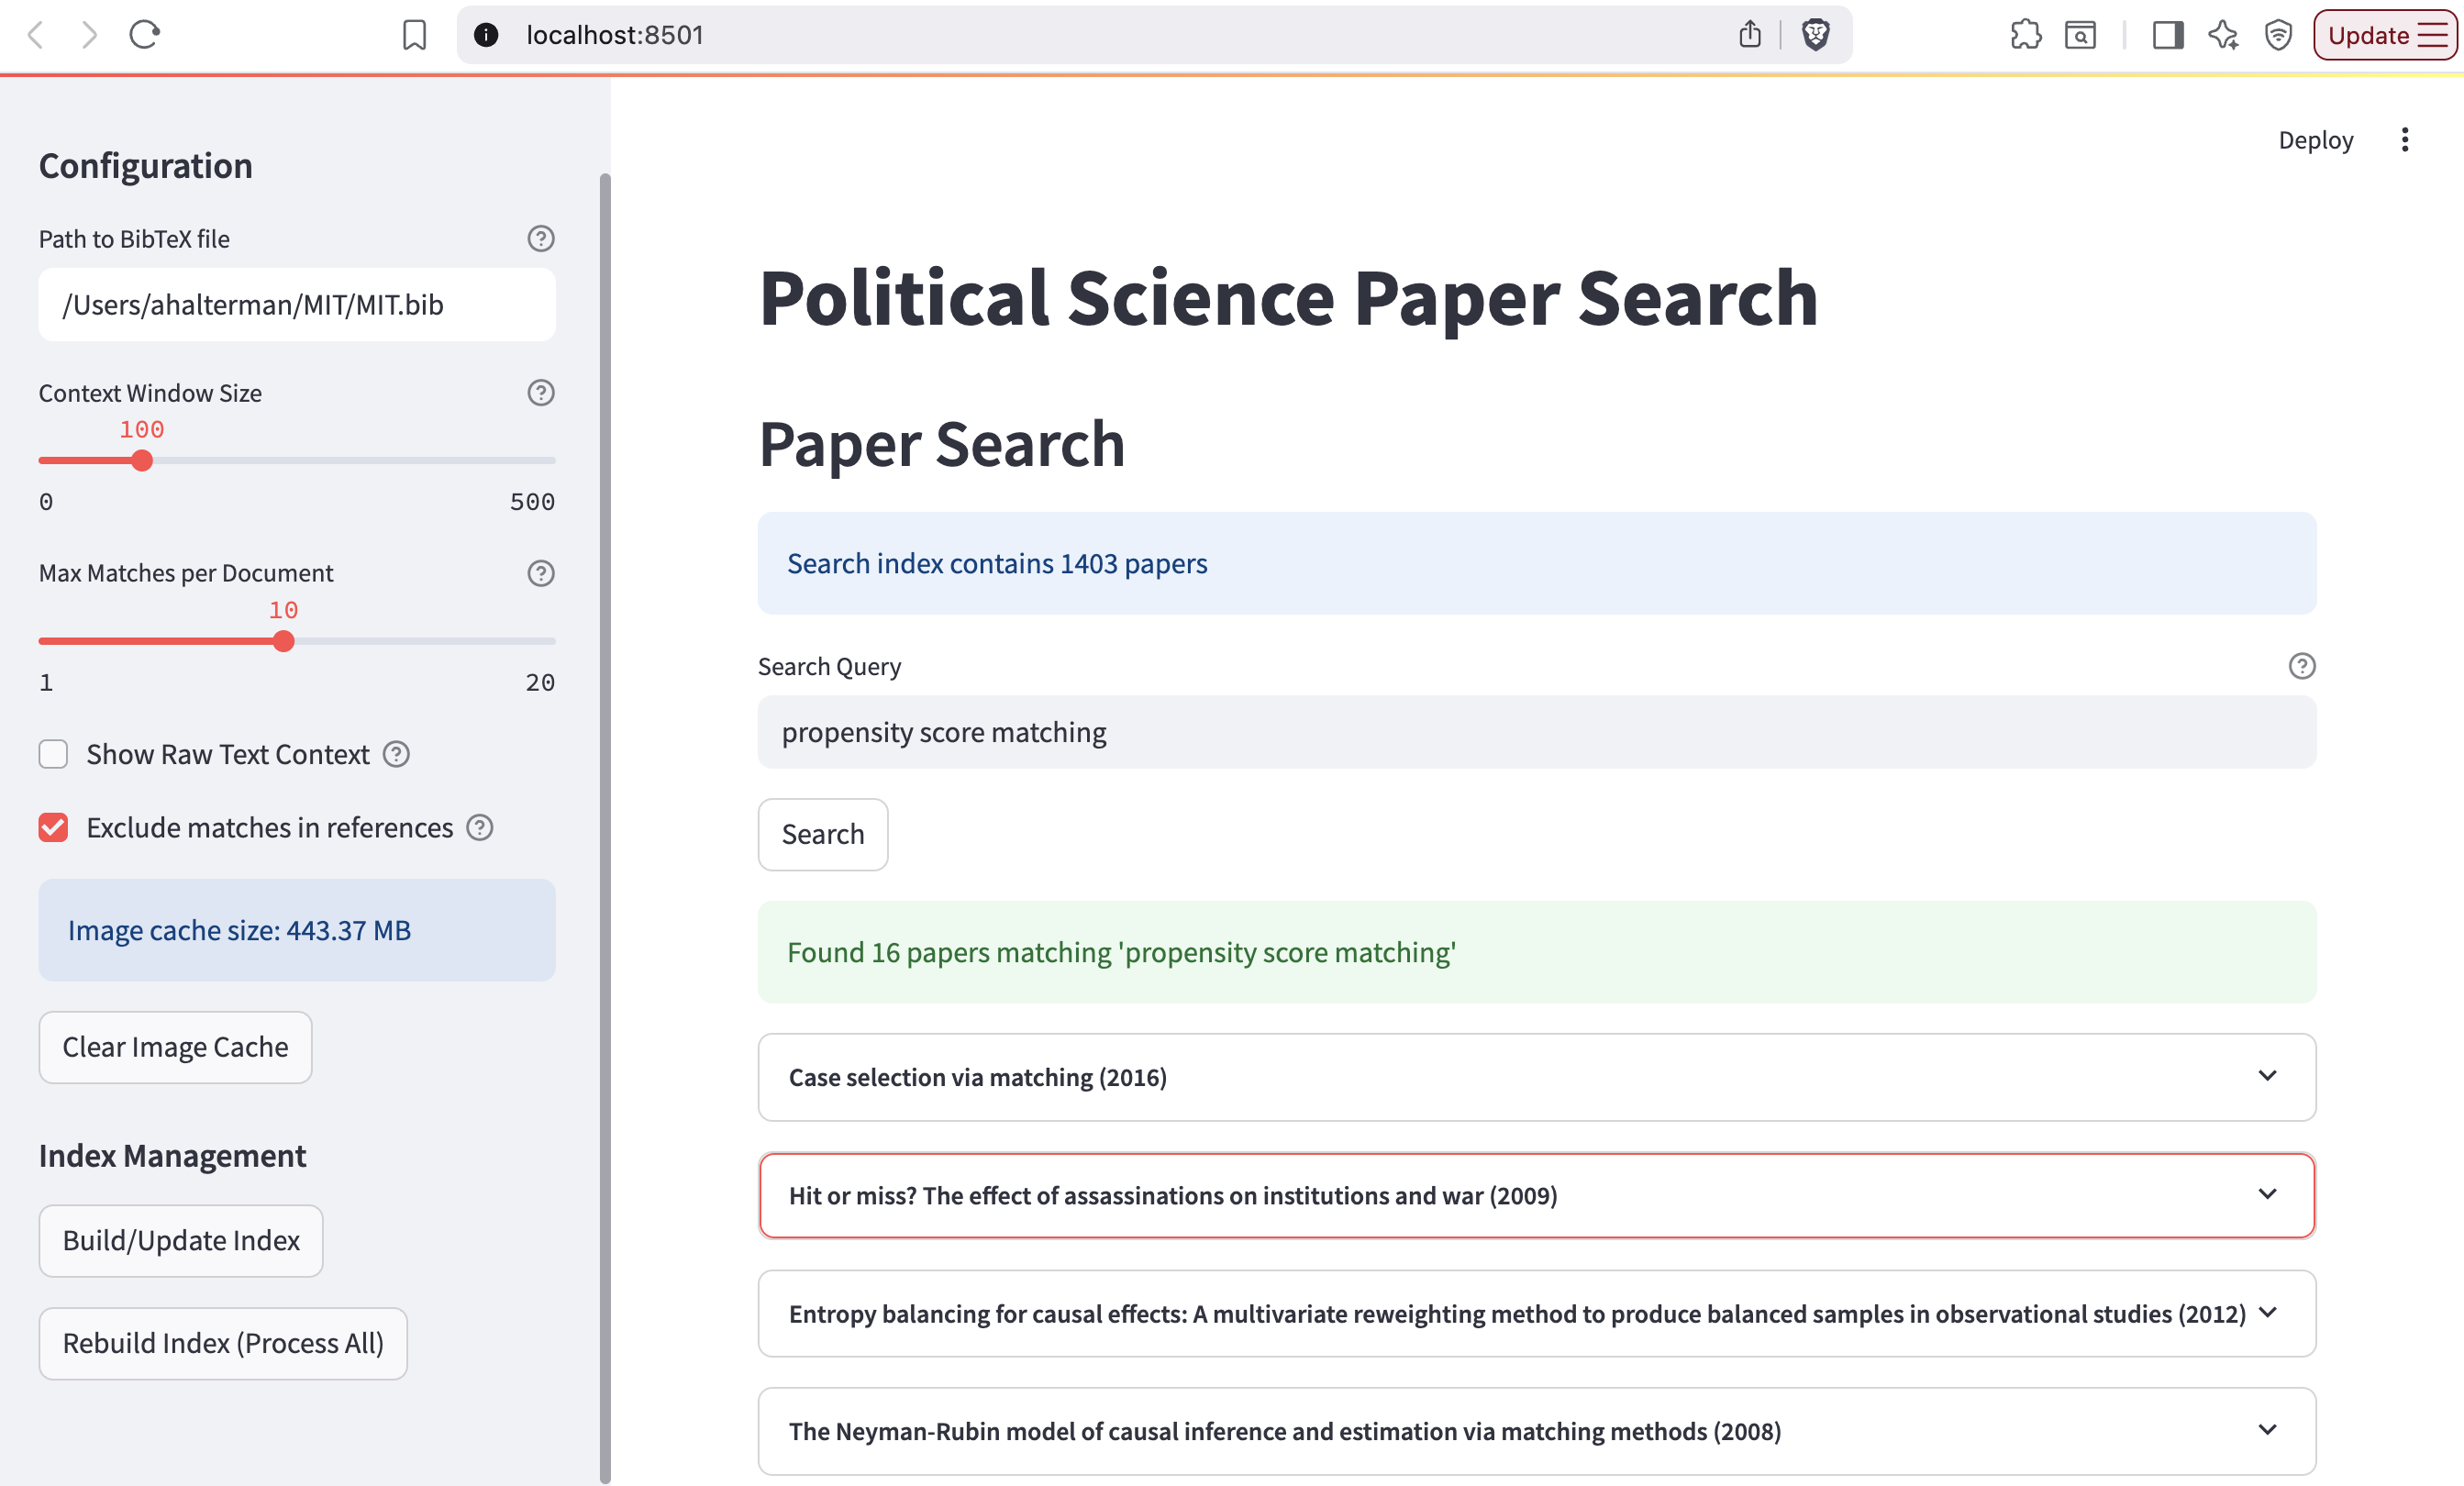 localhost:8501
Update
Deploy
Configuration
Path to BibTeX file
/Users/ahalterman/MIT/MIT.bib
Context Window Size
100
0 500
Max Matches per Document
10
1 20
Show Raw Text Context
Exclude matches in references
Image cache size: 443.37 MB
Clear Image Cache
Index Management
Build/Update Index
Rebuild Index (Process All)
Political Science Paper Search
Paper Search
Search index contains 1403 papers
Search Query
propensity score matching
Search
Found 16 papers matching 'propensity score matching'
Case selection via matching (2016)
Hit or miss? The effect of assassinations on institutions and war (2009)
Entropy balancing for causal effects: A multivariate reweighting method to produce balanced samples in observational studies (2012)
The Neyman-Rubin model of causal inference and estimation via matching methods (2008)